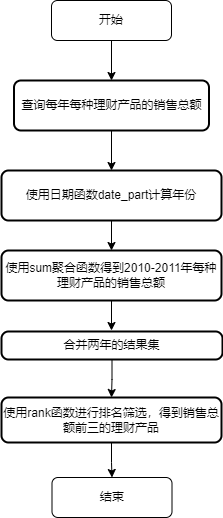 开始
查询每年每种理财产品的销售总额
使用日期函数date_part计算年份
使用sum聚合函数得到2010-2011年每种
理财产品的销售总额
合并两年的结果集
使用rank函数进行排名筛选，得到销售总
额前三的理财产品
结束